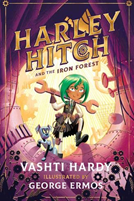 HARLEY
HITCH
AND THE IRON FOREST
VASHTI HARDY
ILLUSTRATED BY
GEORGE ERMOS